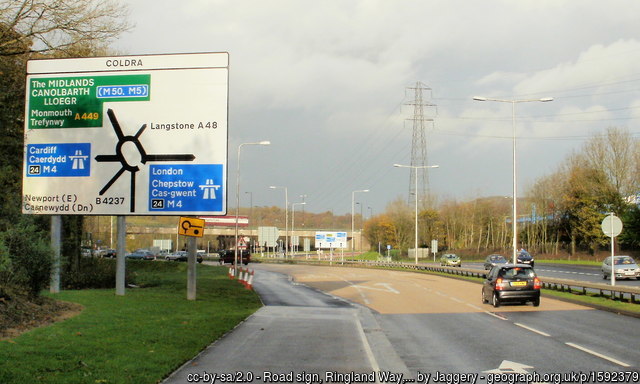 COLDRA
The MIDLANDS
CANOLBARTH
LLOEGR
(M50, M5)
Monmouth
Trefynwy
A449
Langstone A48
Cardiff
Caerdydd
24 M4
London
Chepstow
Cas-gwent
24 M4
Newport (E)
Casnewydd (Dn)
B4237
cc-by-sa/2.0 - Road sign, Ringland Way,... by Jaggery - geograph.org.uk/p/1592379